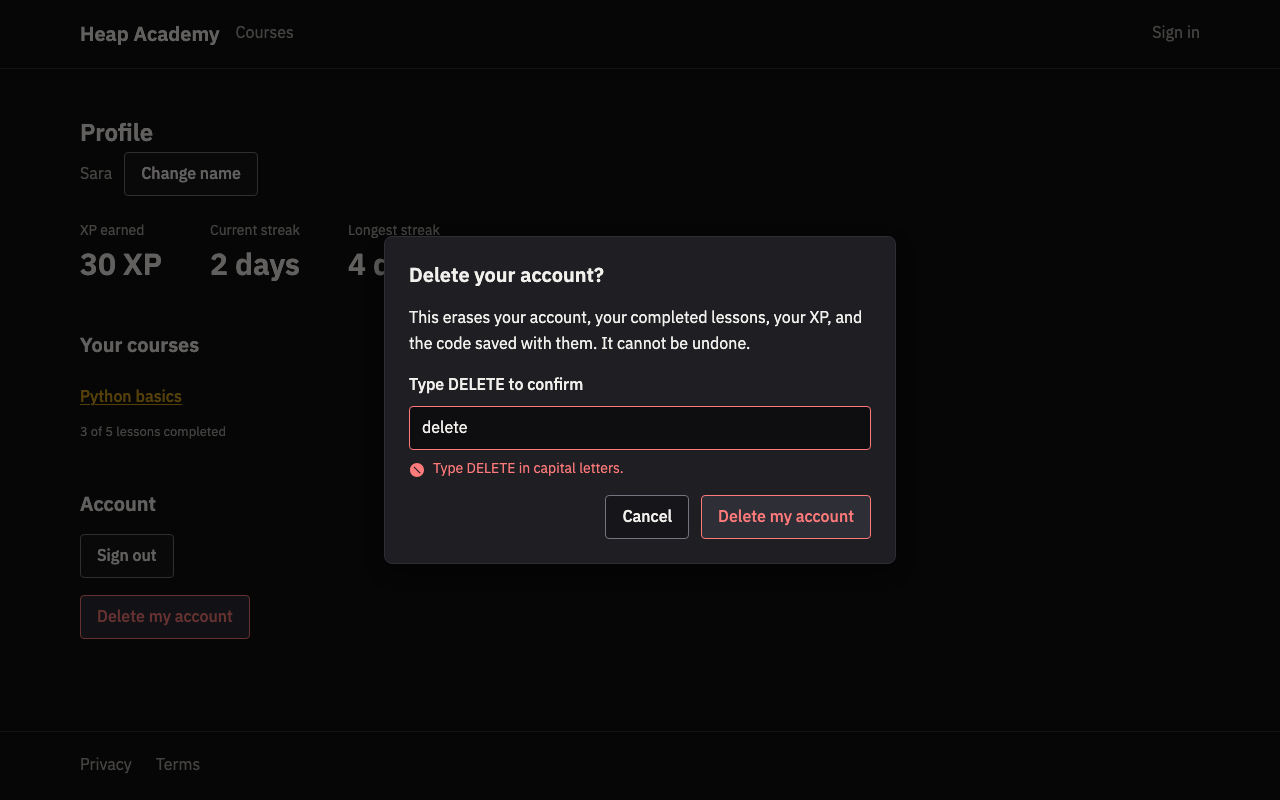 Heap Academy Courses Sign in
Profile
Sara Change name
XP earned Current streak Longest streak
30 XP 2 days 4
Delete your account?
This erases your account, your completed lessons, your XP, and
the code saved with them. It cannot be undone.
Type DELETE to confirm
delete
Type DELETE in capital letters.
Cancel Delete my account
Your courses
Python basics
3 of 5 lessons completed
Account
Sign out
Delete my account
Privacy Terms